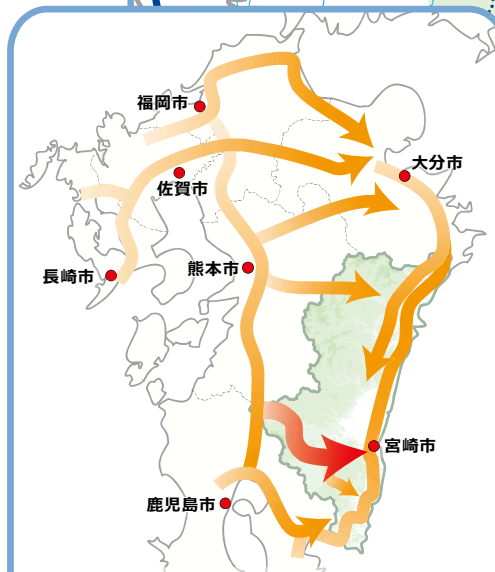 福岡市
大分市
佐賀市
熊本市
長崎市
宮崎市
鹿児島市